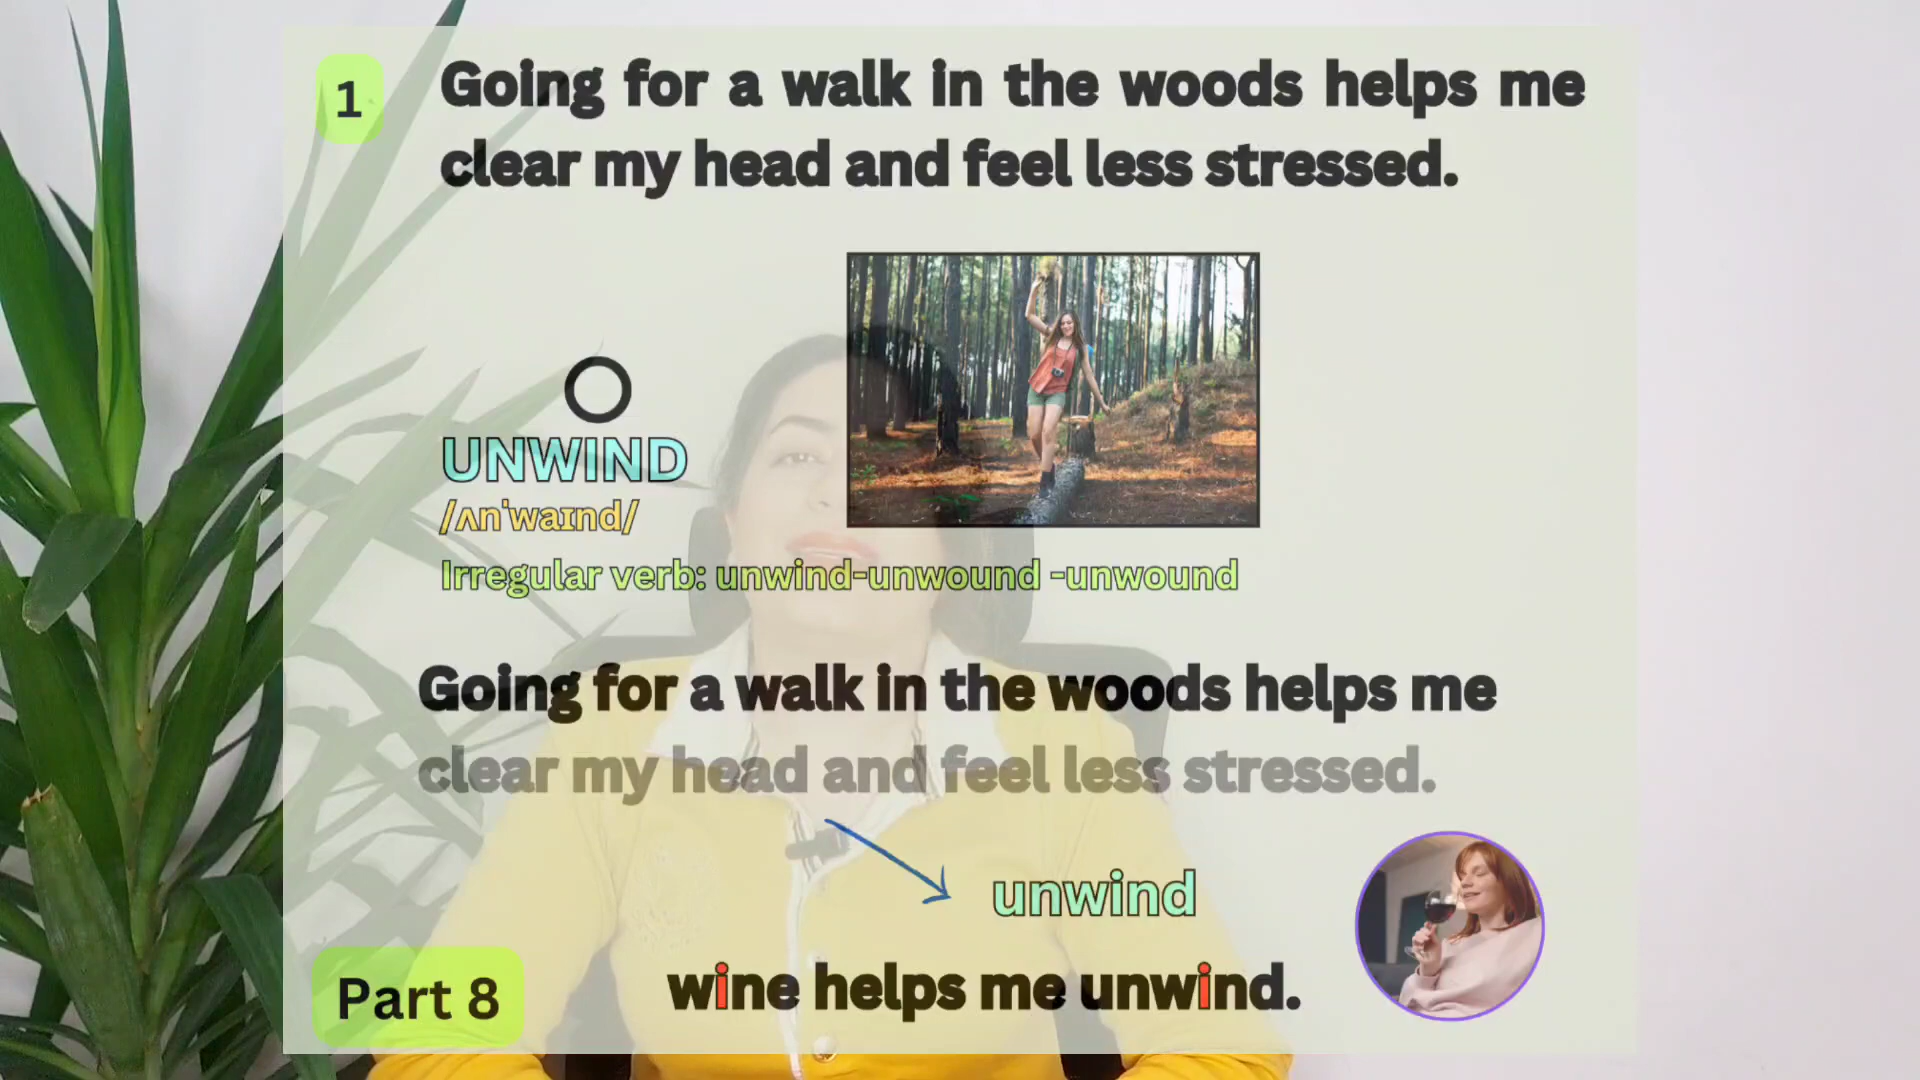 1
Going for a walk in the woods helps me
clear my head and feel less stressed.
UNWIND
/ʌnˈwaɪnd/
Irregular verb: unwind-unwound -unwound
Going for a walk in the woods helps me
clear my head and feel less stressed.
unwind
wine helps me unwind.
Part 8